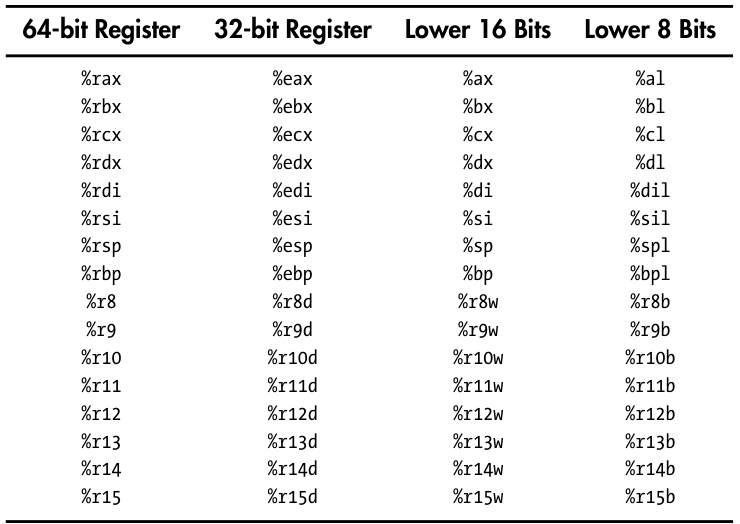 64-bit Register 32-bit Register Lower 16 Bits Lower 8 Bits
%rax %eax %ax %al
%rbx %ebx %bx %bl
%rcx %ecx %cx %cl
%rdx %edx %dx %dl
%rdi %edi %di %dil
%rsi %esi %si %sil
%rsp %esp %sp %spl
%rbp %ebp %bp %bpl
%r8 %r8d %r8w %r8b
%r9 %r9d %r9w %r9b
%r10 %r10d %r10w %r10b
%r11 %r11d %r11w %r11b
%r12 %r12d %r12w %r12b
%r13 %r13d %r13w %r13b
%r14 %r14d %r14w %r14b
%r15 %r15d %r15w %r15b